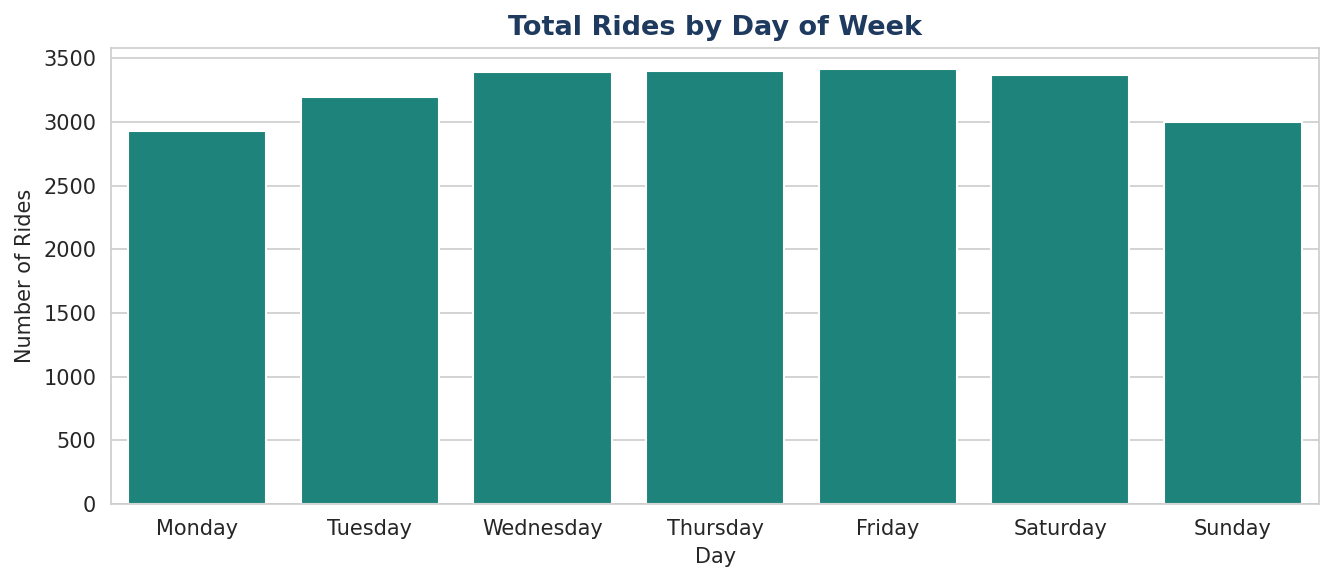 Total Rides by Day of Week
3500
3000
2500
2000
1500
1000
500
0
Number of Rides
Monday Tuesday Wednesday Thursday Friday Saturday Sunday
Day